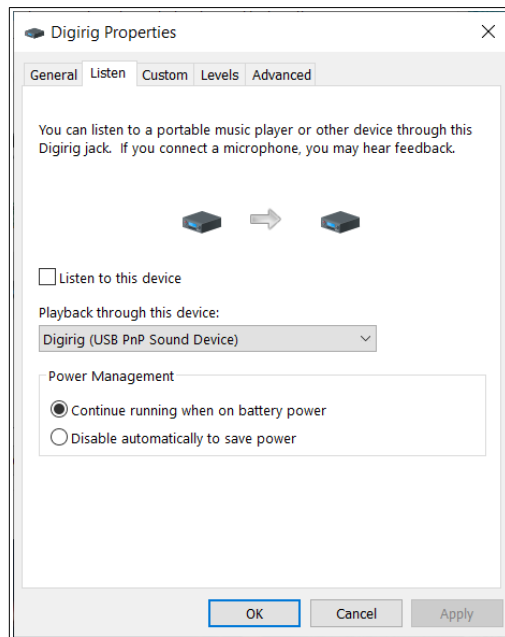 Digirig Properties
General Listen Custom Levels Advanced
You can listen to a portable music player or other device through this
Digirig jack. If you connect a microphone, you may hear feedback.
Listen to this device
Playback through this device:
Digirig (USB PnP Sound Device)
Power Management
Continue running when on battery power
Disable automatically to save power
OK Cancel Apply